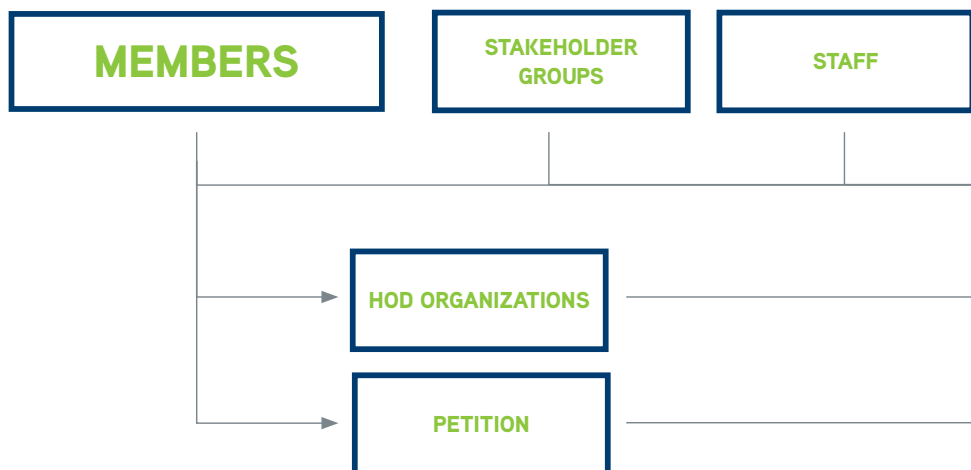 MEMBERS
STAKEHOLDER
GROUPS
STAFF
HOD ORGANIZATIONS
PETITION